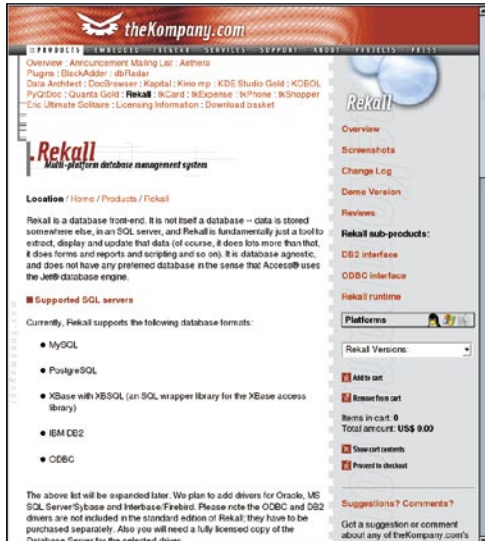 theKompany.com
PRODUCTS EMBEDDED TECGEAR SERVICES SUPPORT ABOUT PROJECTS PRESS
Overview : Announcement Mailing List : Aethera
Plugins : BlackAdder : dbRadar
Data Architect : DocBrowser : Kapital : Kivio mp : KDE Studio Gold : KOBOL
PyQtDoc : Quanta Gold : Rekall : tkCard : tkExpense : tkPhone : tkShopper
Eric Ultimate Solitaire : Licensing Information : Download basket
.Rekall
Multi-platform database management system
Location / Home / Products / Rekall
Rekall is a database front-end. It is not itself a database -- data is stored
somewhere else, in an SQL server, and Rekall is fundamentally just a tool to
extract, display and update that data (of course, it does lots more than that,
it does forms and reports and scripting and so on). It is database agnostic,
and does not have any preferred database in the sense that Access® uses
the Jet® database engine.
Supported SQL servers
Currently, Rekall supports the following database formats:
● MySQL
● PostgreSQL
● XBase with XBSQL (an SQL wrapper library for the XBase access
library)
● IBM DB2
● ODBC
The above list will be expanded later. We plan to add drivers for Oracle, MS
SQL Server/Sybase and Interbase/Firebird. Please note the ODBC and DB2
drivers are not included in the standard edition of Rekall; they have to be
purchased separately. Also you will need a fully licensed copy of the
Database Server for the selected driver.
Rekall
Overview
Screenshots
Change Log
Demo Version
Reviews
Rekall sub-products:
DB2 interface
ODBC interface
Rekall runtime
Platforms
Rekall Versions:
Add to cart
Remove from cart
Items in cart: 0
Total amount: US$ 0.00
Show cart contents
Proceed to checkout
Suggestions? Comments?
Got a suggestion or comment
about any of theKompany.com's